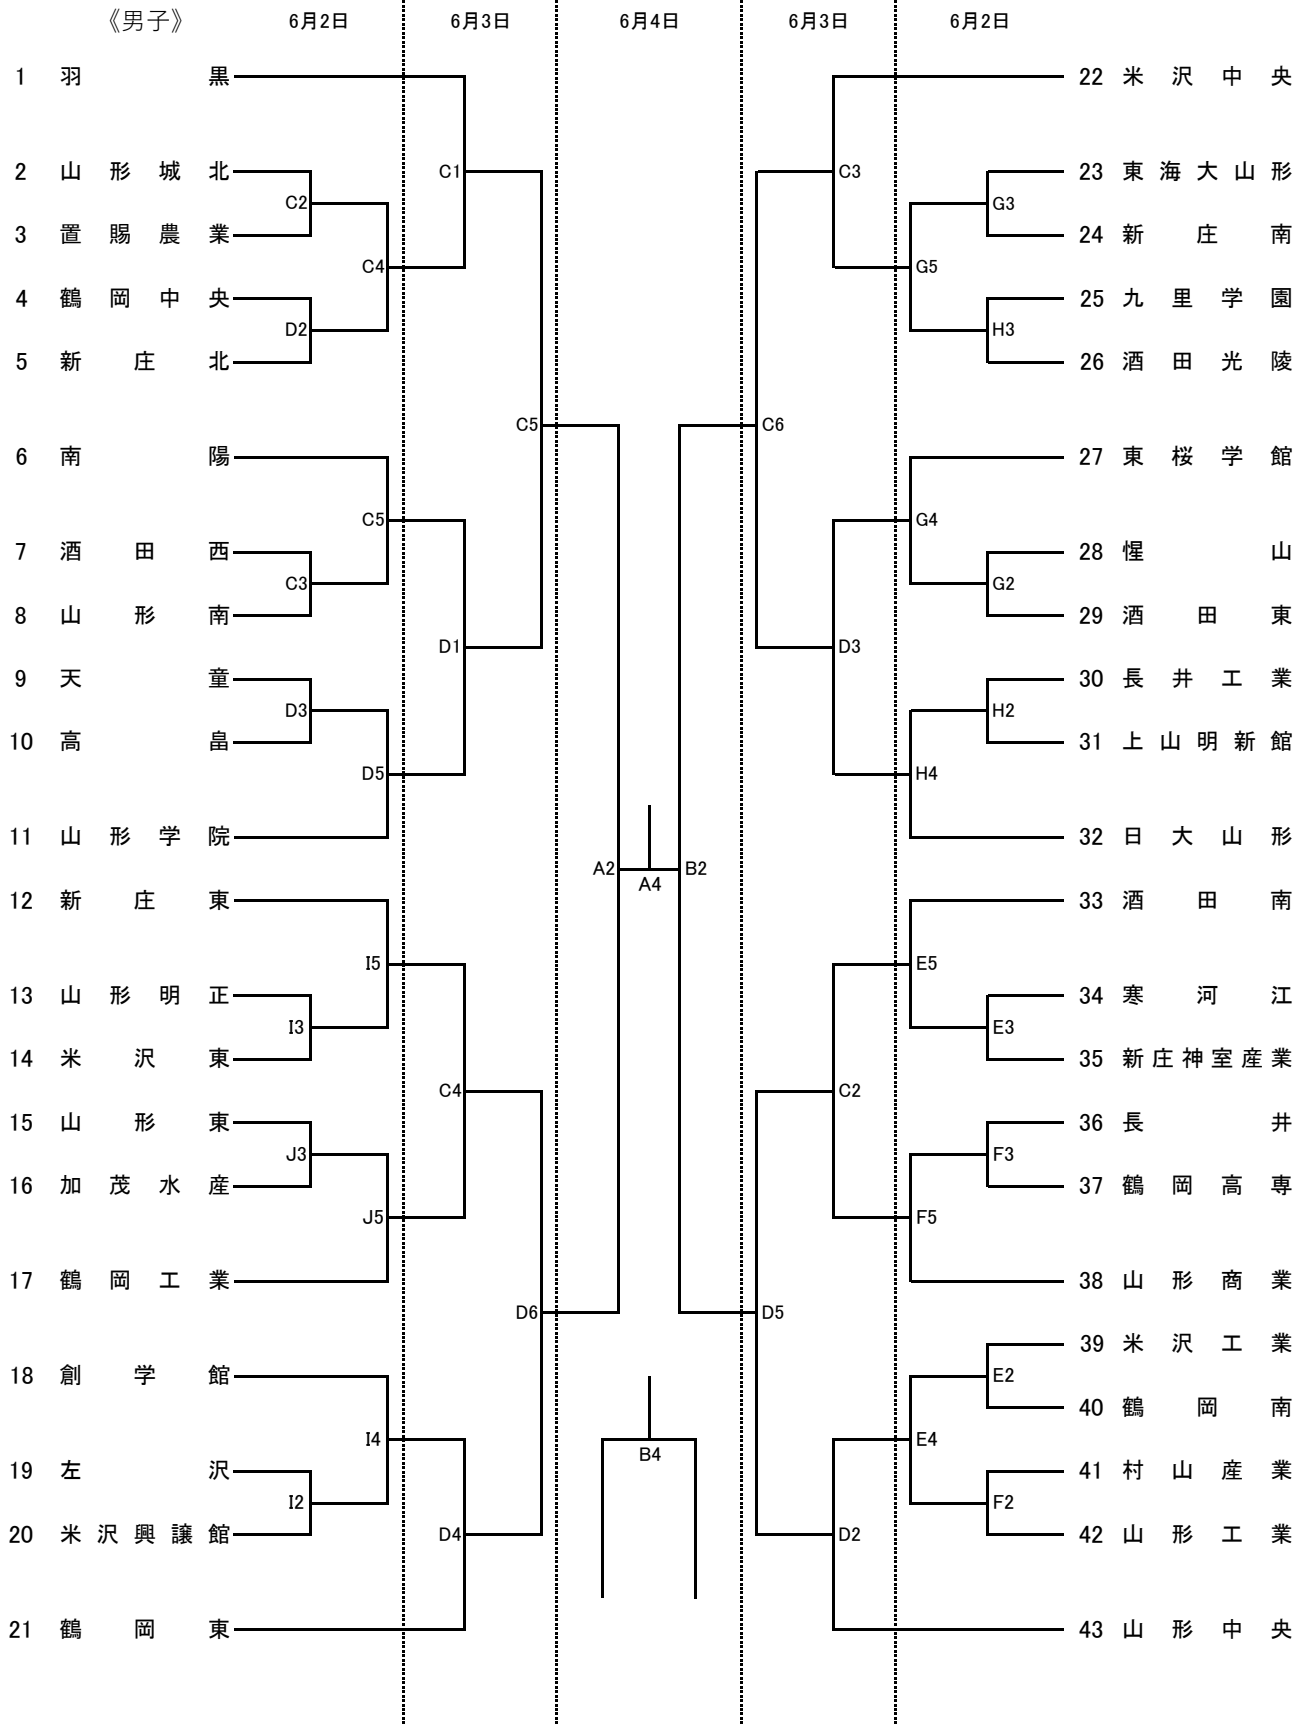 《男子》 6月2日 6月3日 6月4日 6月3日 6月2日
1 羽黒 22 米沢中央
2 山形城北 C1 C3 23 東海大山形
C2 G3
3 置賜農業 24 新庄南
C4 G5
4 鶴岡中央 25 九里学園
D2 H3
5 新庄北 26 酒田光陵
C5 C6
6 南陽 27 東桜学館
C5 G4
7 酒田西 28 惺山
C3 G2
8 山形南 29 酒田東
D1 D3
9 天童 30 長井工業
D3 H2
10 高畠 31 上山明新館
D5 H4
11 山形学院 32 日大山形
A2 A4 B2
12 新庄東 33 酒田南
I5 E5
13 山形明正 34 寒河江
I3 E3
14 米沢東 35 新庄神室産業
C4 C2
15 山形東 36 長井
J3 F3
16 加茂水産 37 鶴岡高専
J5 F5
17 鶴岡工業 38 山形商業
D6 D5
39 米沢工業
18 創学館 E2
40 鶴岡南
I4 B4 E4
19 左沢 41 村山産業
I2 F2
20 米沢興譲館 D4 D2 42 山形工業
21 鶴岡東 43 山形中央